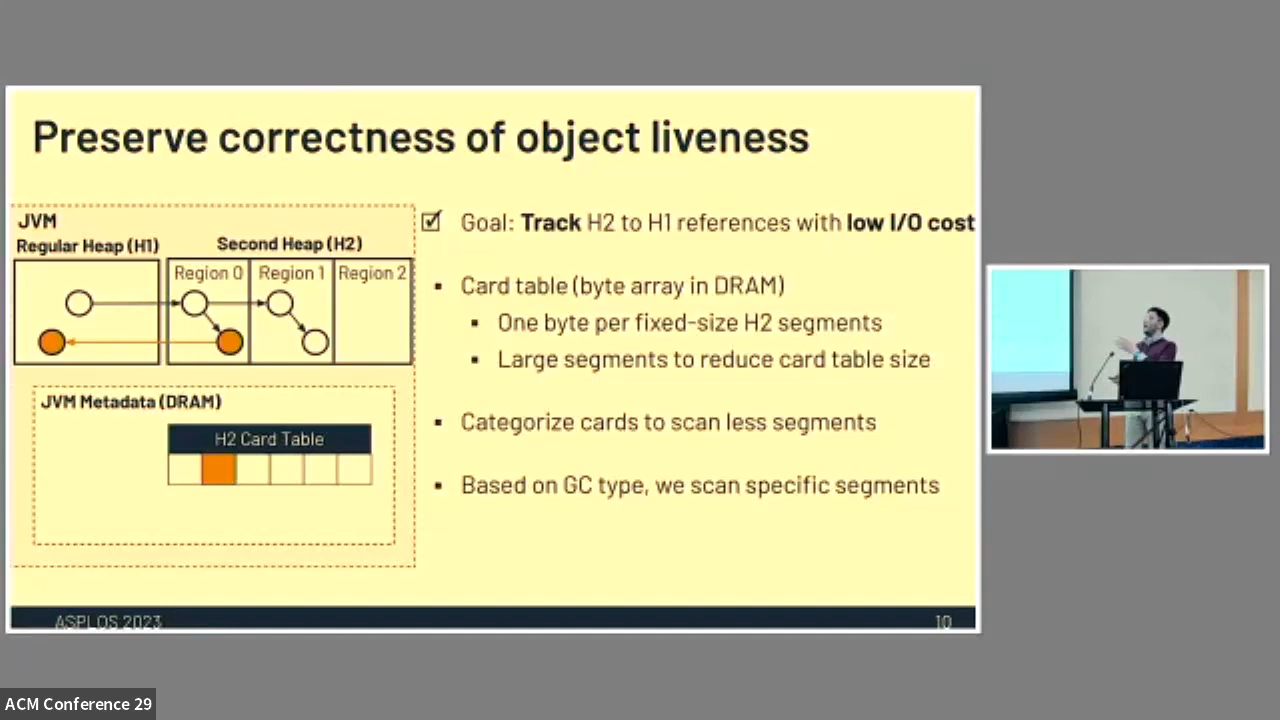 Preserve correctness of object liveness
JVM
Regular Heap (H1)
Second Heap (H2)
Region 0
Region 1
Region 2
JVM Metadata (DRAM)
H2 Card Table
Goal: Track H2 to H1 references with low I/O cost
Card table (byte array in DRAM)
One byte per fixed-size H2 segments
Large segments to reduce card table size
Categorize cards to scan less segments
Based on GC type, we scan specific segments
ASPLOS 2023
10
ACM Conference 29